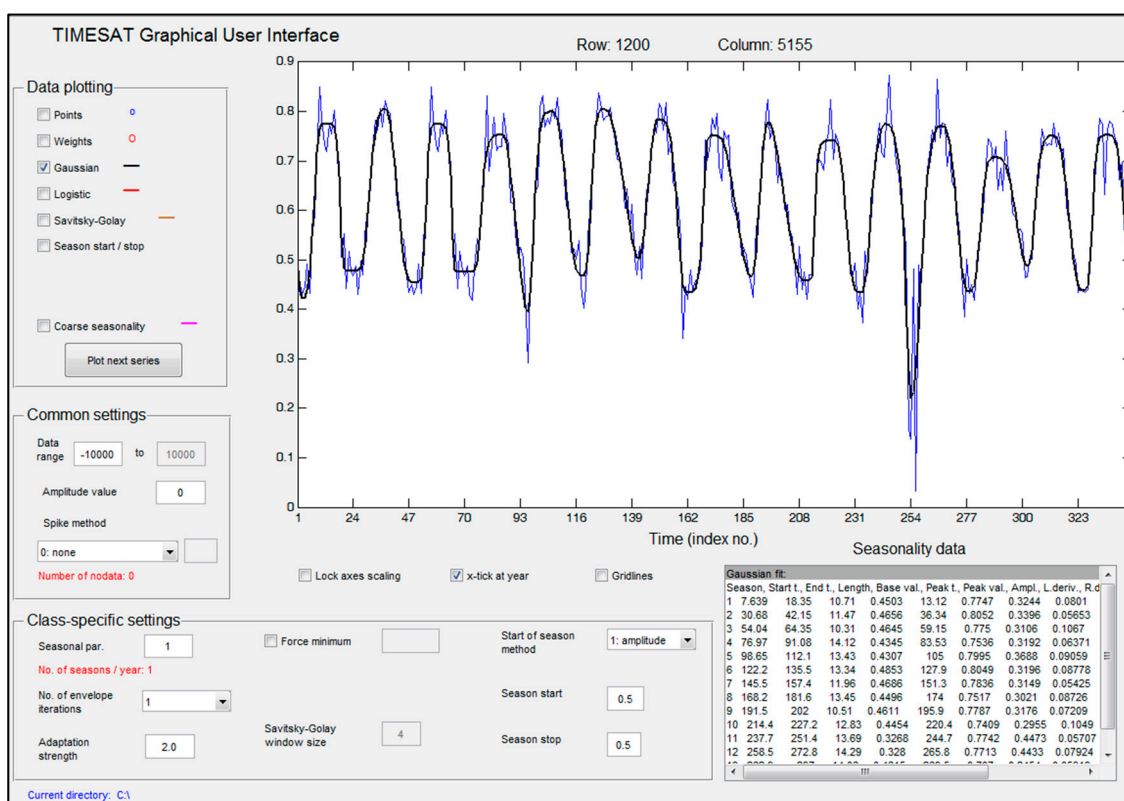 TIMESAT Graphical User Interface
Row: 1200 Column: 5155
Data plotting
Points
Weights
Gaussian
Logistic
Savitsky-Golay
Season start / stop
Coarse seasonality
Plot next series
Common settings
Data range -10000 to 10000
Amplitude value 0
Spike method
0: none
Number of nodata: 0
0.9
0.8
0.7
0.6
0.5
0.4
0.3
0.2
0.1
0
1 24 47 70 93 116 139 162 185 208 231 254 277 300 323
Time (index no.)
Lock axes scaling x-tick at year Gridlines
Class-specific settings
Seasonal par. 1
No. of seasons / year: 1
No. of envelope iterations 1
Adaptation strength 2.0
Force minimum
Savitsky-Golay window size 4
Start of season method 1: amplitude
Season start 0.5
Season stop 0.5
Seasonality data
Gaussian fit:
Season, Start t., End t., Length, Base val., Peak t., Peak val., Ampl., L.deriv., R.d
1 7.639 18.35 10.71 0.4503 13.12 0.7747 0.3244 0.0801
2 30.68 42.15 11.47 0.4656 36.34 0.8052 0.3396 0.05653
3 54.04 64.35 10.31 0.4645 59.15 0.775 0.3106 0.1067
4 76.97 91.08 14.12 0.4345 83.53 0.7536 0.3192 0.06371
5 98.65 112.1 13.43 0.4307 105 0.7995 0.3688 0.09059
6 122.2 135.5 13.34 0.4853 127.9 0.8049 0.3196 0.08778
7 145.5 157.4 11.96 0.4686 151.3 0.7836 0.3149 0.05425
8 168.2 181.6 13.45 0.4496 174 0.7517 0.3021 0.08726
9 191.5 202 10.51 0.4611 195.9 0.7787 0.3176 0.07209
10 214.4 227.2 12.83 0.4454 220.4 0.7409 0.2955 0.1049
11 237.7 251.4 13.69 0.3268 244.7 0.7742 0.4473 0.05707
12 258.5 272.8 14.29 0.328 265.8 0.7713 0.4433 0.07924
Current directory: C:\